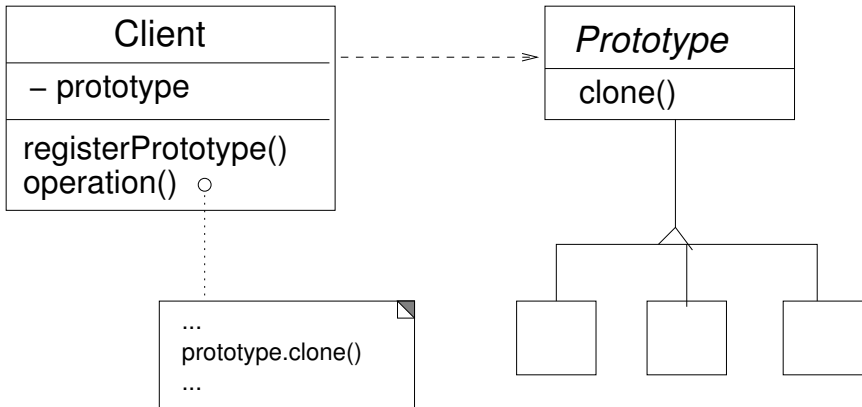 Client
– prototype
registerPrototype()
operation()
Prototype
clone()
...
prototype.clone()
...